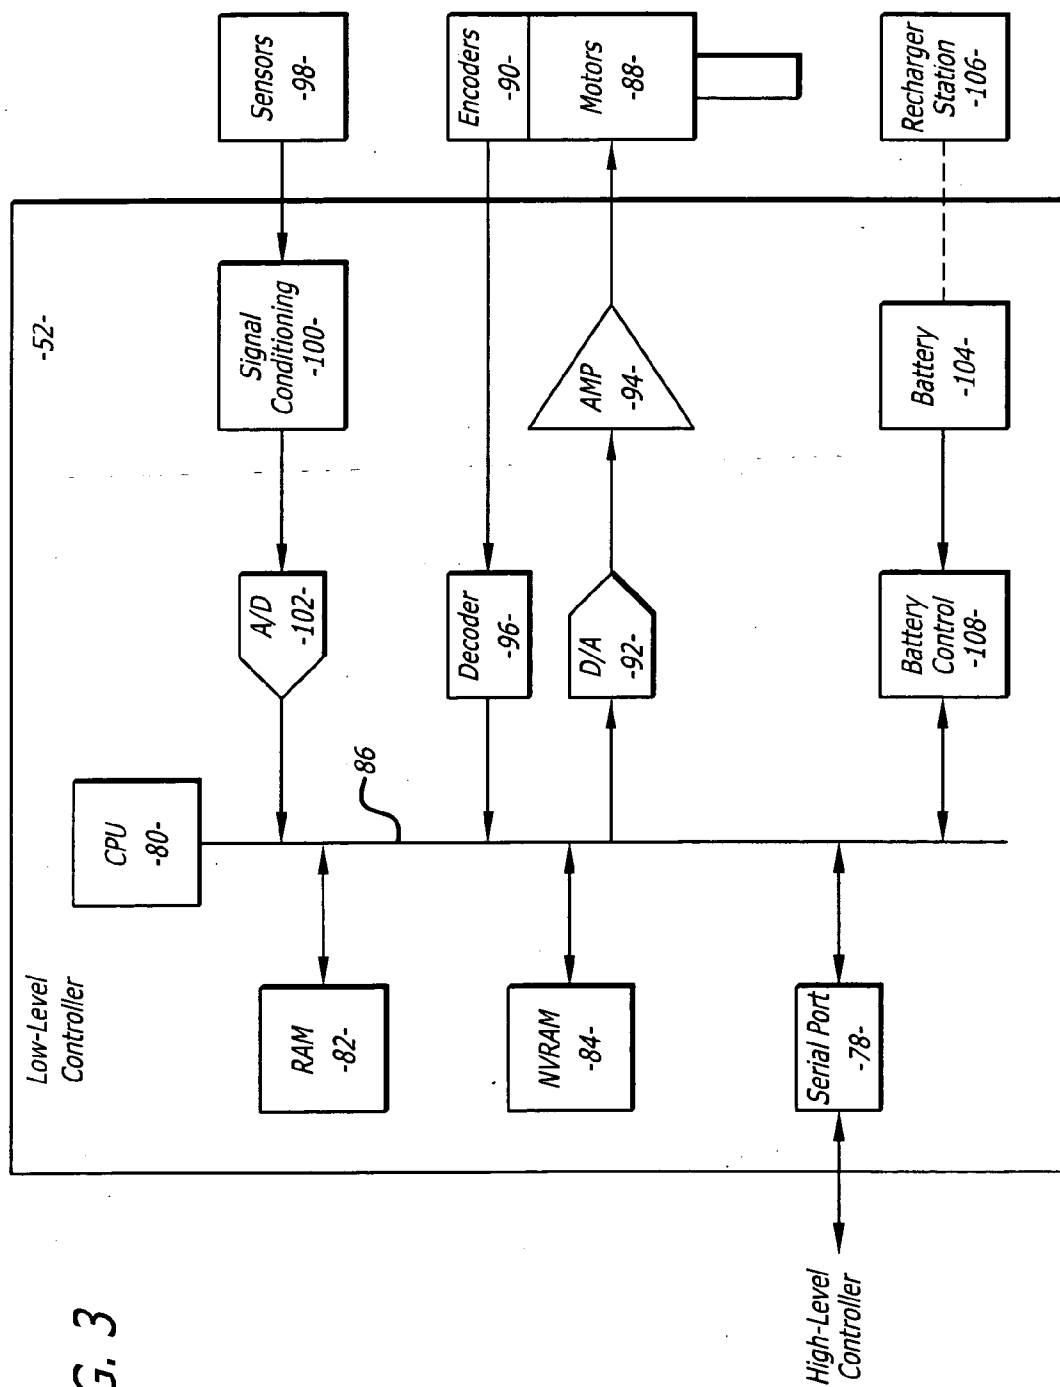 G. 3
Low-Level
Controller
-52-
CPU
-80-
86
RAM
-82-
NVRAM
-84-
Serial Port
-78-
High-Level
Controller
A/D
-102-
Signal
Conditioning
-100-
Sensors
-98-
Decoder
-96-
Encoders
-90-
D/A
-92-
AMP
-94-
Motors
-88-
Battery
Control
-108-
Battery
-104-
Recharger
Station
-106-